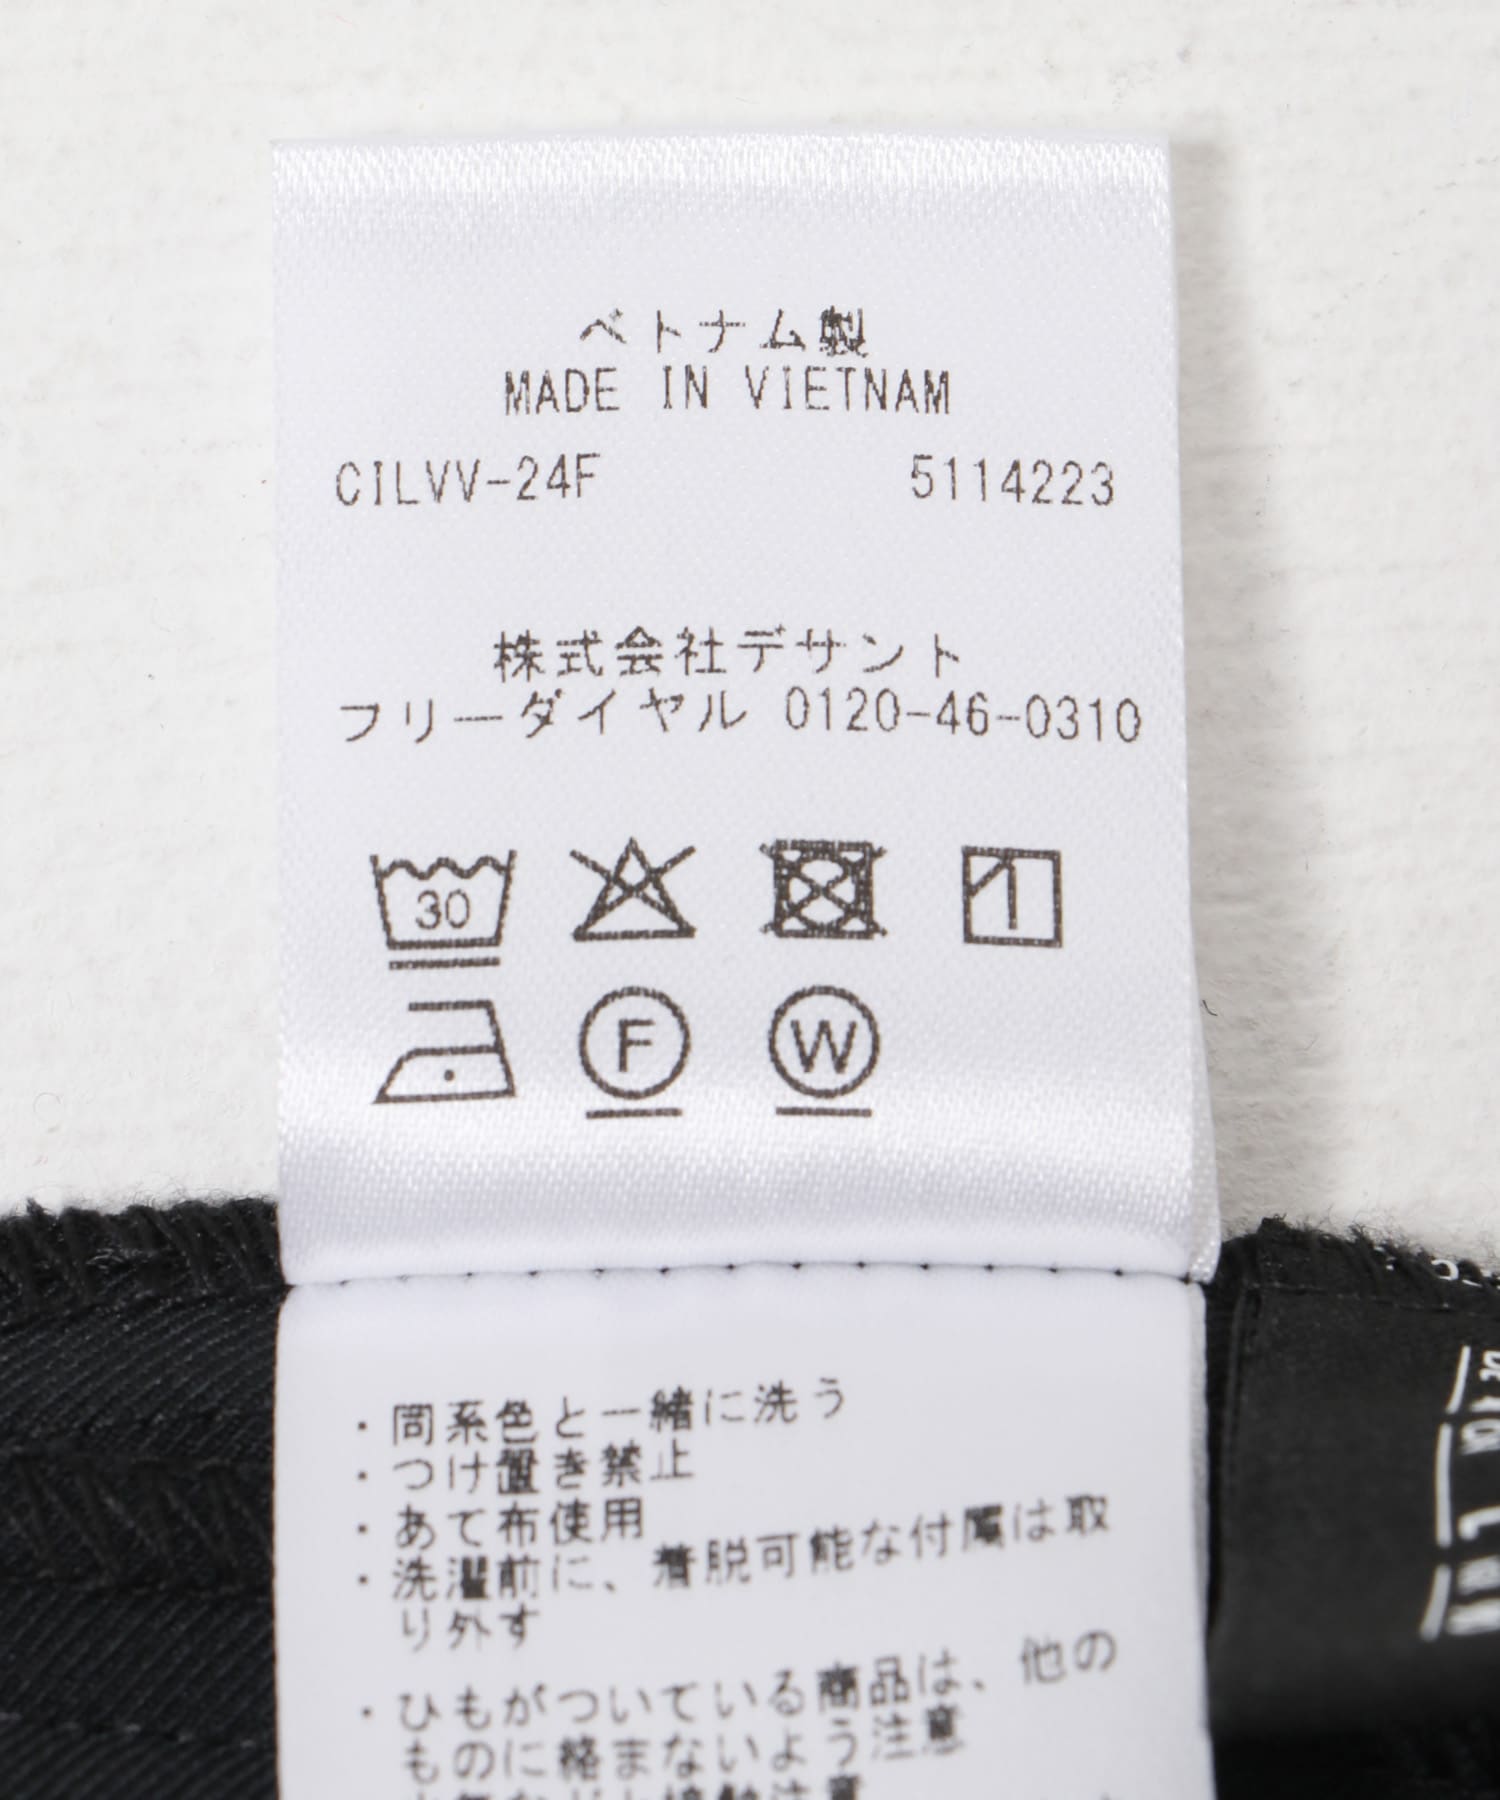 ベトナム製
MADE IN VIETNAM
CILVV-24F 5114223
株式会社デサント
フリーダイヤル 0120-46-0310
30
F W
・同系色と一緒に洗う
・つけ置き禁止
・あて布使用
・洗濯前に、着脱可能な付属は取
り外す
・ひもがついている商品は、他の
ものに絡まないよう注意